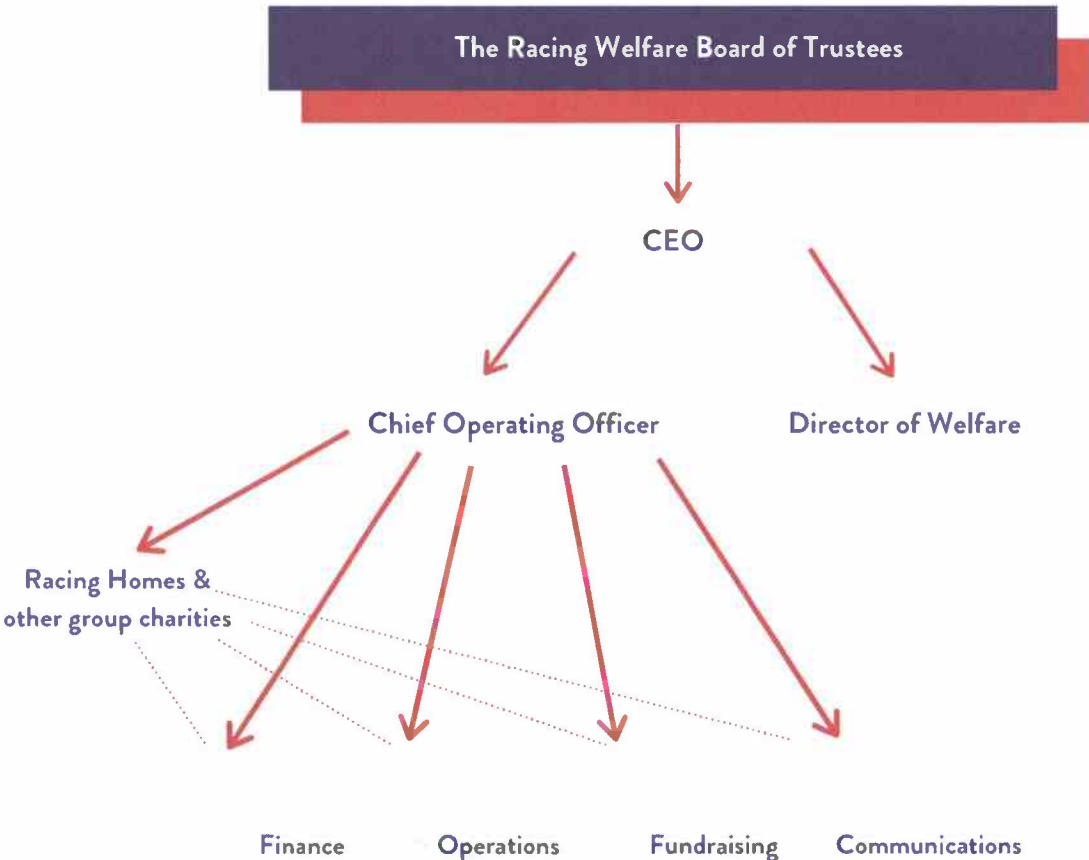 The Racing Welfare Board of Trustees
CEO
Chief Operating Officer
Director of Welfare
Racing Homes &
other group charities
Finance
Operations
Fundraising
Communications